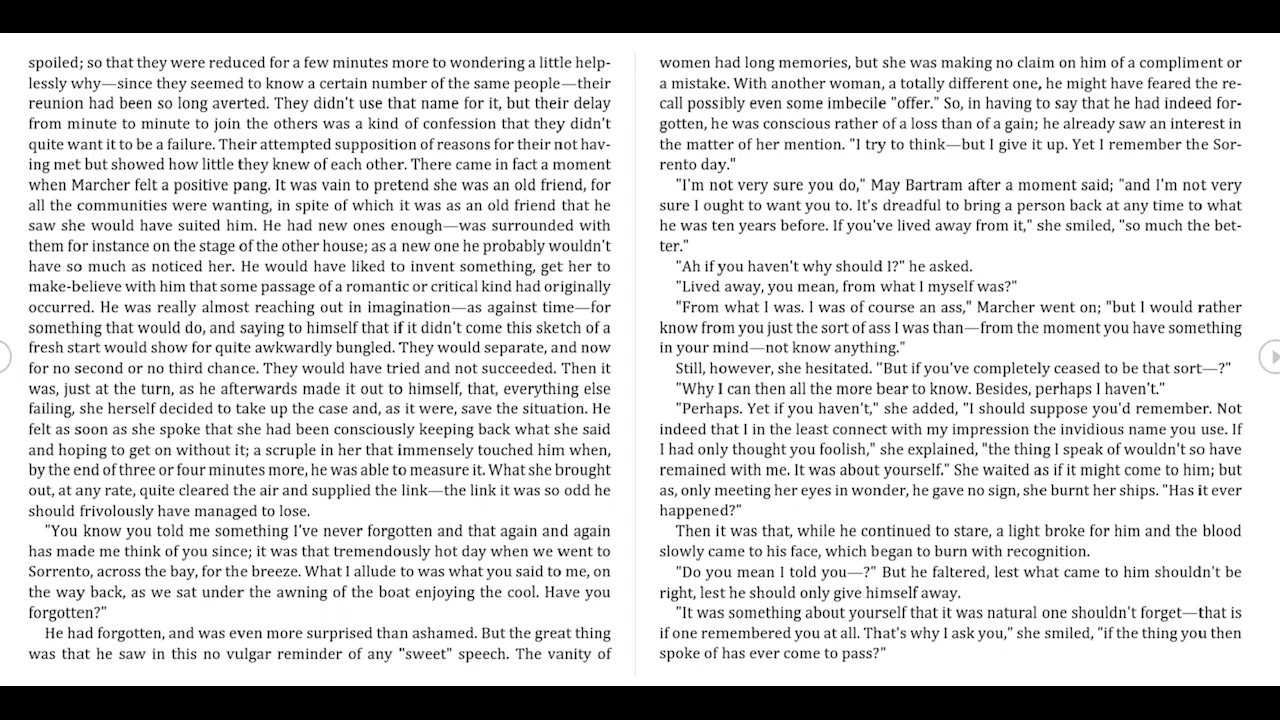 spoiled; so that they were reduced for a few minutes more to wondering a little help-
lessly why—since they seemed to know a certain number of the same people—their
reunion had been so long averted. They didn't use that name for it, but their delay
from minute to minute to join the others was a kind of confession that they didn't
quite want it to be a failure. Their attempted supposition of reasons for their not hav-
ing met but showed how little they knew of each other. There came in fact a moment
when Marcher felt a positive pang. It was vain to pretend she was an old friend, for
all the communities were wanting, in spite of which it was as an old friend that he
saw she would have suited him. He had new ones enough—was surrounded with
them for instance on the stage of the other house; as a new one he probably wouldn't
have so much as noticed her. He would have liked to invent something, get her to
make-believe with him that some passage of a romantic or critical kind had originally
occurred. He was really almost reaching out in imagination—as against time—for
something that would do, and saying to himself that if it didn't come this sketch of a
fresh start would show for quite awkwardly bungled. They would separate, and now
for no second or no third chance. They would have tried and not succeeded. Then it
was, just at the turn, as he afterwards made it out to himself, that, everything else
failing, she herself decided to take up the case and, as it were, save the situation. He
felt as soon as she spoke that she had been consciously keeping back what she said
and hoping to get on without it; a scruple in her that immensely touched him when,
by the end of three or four minutes more, he was able to measure it. What she brought
out, at any rate, quite cleared the air and supplied the link—the link it was so odd he
should frivolously have managed to lose.
"You know you told me something I've never forgotten and that again and again
has made me think of you since; it was that tremendously hot day when we went to
Sorrento, across the bay, for the breeze. What I allude to was what you said to me, on
the way back, as we sat under the awning of the boat enjoying the cool. Have you
forgotten?"
He had forgotten, and was even more surprised than ashamed. But the great thing
was that he saw in this no vulgar reminder of any "sweet" speech. The vanity of
women had long memories, but she was making no claim on him of a compliment or
a mistake. With another woman, a totally different one, he might have feared the re-
call possibly even some imbecile "offer." So, in having to say that he had indeed for-
gotten, he was conscious rather of a loss than of a gain; he already saw an interest in
the matter of her mention. "I try to think—but I give it up. Yet I remember the Sor-
rento day."
"I'm not very sure you do," May Bartram after a moment said; "and I'm not very
sure I ought to want you to. It's dreadful to bring a person back at any time to what
he was ten years before. If you've lived away from it," she smiled, "so much the bet-
ter."
"Ah if you haven't why should I?" he asked.
"Lived away, you mean, from what I myself was?"
"From what I was. I was of course an ass," Marcher went on; "but I would rather
know from you just the sort of ass I was than—from the moment you have something
in your mind—not know anything."
Still, however, she hesitated. "But if you've completely ceased to be that sort—?"
"Why I can then all the more bear to know. Besides, perhaps I haven't."
"Perhaps. Yet if you haven't," she added, "I should suppose you'd remember. Not
indeed that I in the least connect with my impression the invidious name you use. If
I had only thought you foolish," she explained, "the thing I speak of wouldn't so have
remained with me. It was about yourself." She waited as if it might come to him; but
as, only meeting her eyes in wonder, he gave no sign, she burnt her ships. "Has it ever
happened?"
Then it was that, while he continued to stare, a light broke for him and the blood
slowly came to his face, which began to burn with recognition.
"Do you mean I told you—?" But he faltered, lest what came to him shouldn't be
right, lest he should only give himself away.
"It was something about yourself that it was natural one shouldn't forget—that is
if one remembered you at all. That's why I ask you," she smiled, "if the thing you then
spoke of has ever come to pass?"